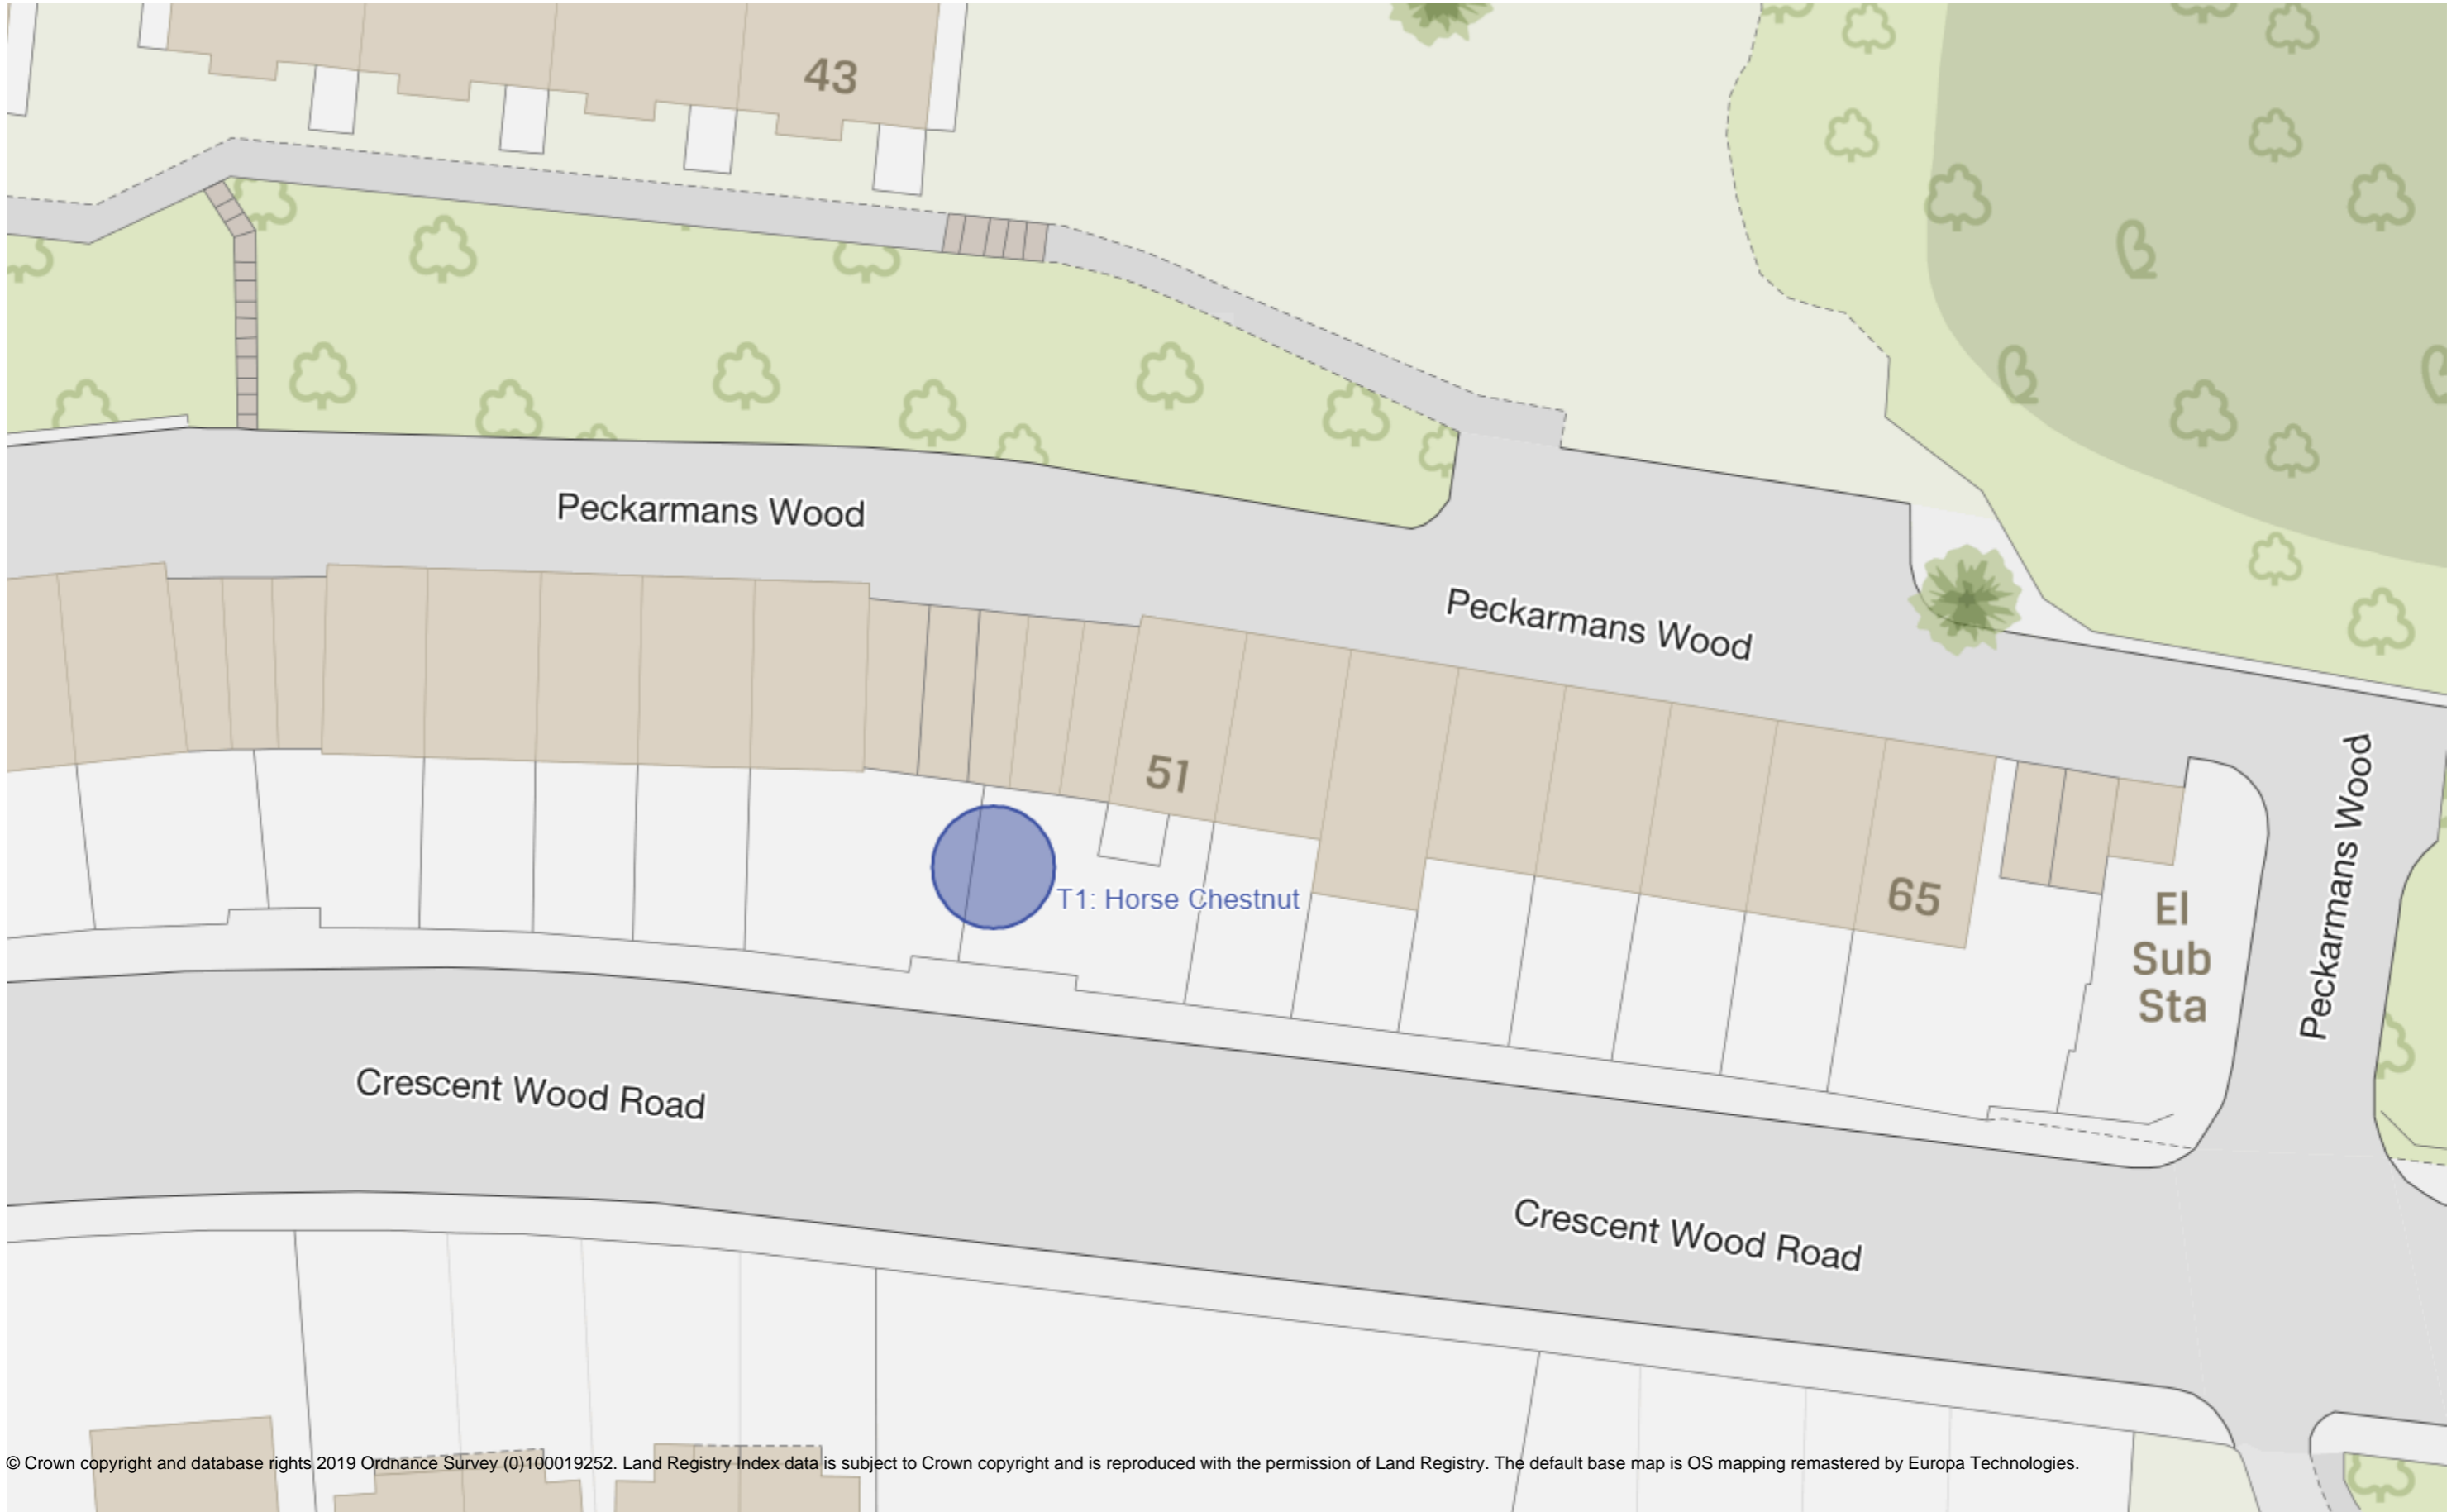 43
Peckarmans Wood
Peckarmans Wood
51
T1: Horse Chestnut
65
El
Sub
Sta
Peckarmans Wood
Crescent Wood Road
Crescent Wood Road
© Crown copyright and database rights 2019 Ordnance Survey (0)100019252. Land Registry Index data is subject to Crown copyright and is reproduced with the permission of Land Registry. The default base map is OS mapping remastered by Europa Technologies.